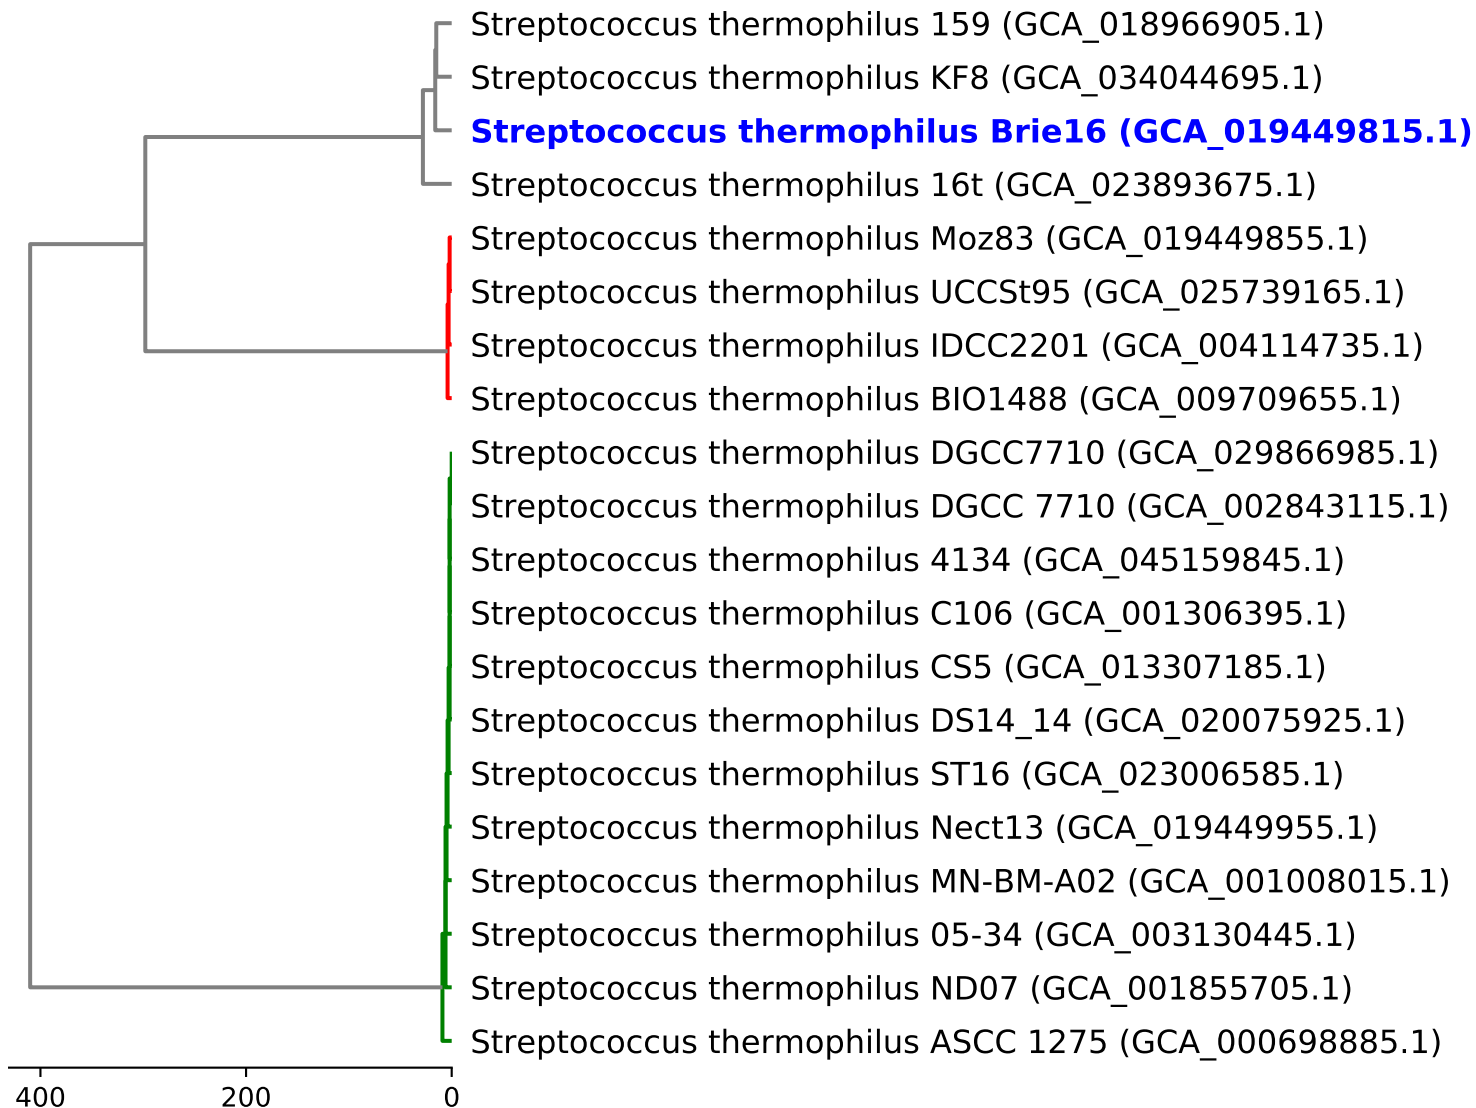 Streptococcus thermophilus 159 (GCA_018966905.1)
Streptococcus thermophilus KF8 (GCA_034044695.1)
Streptococcus thermophilus Brie16 (GCA_019449815.1)
Streptococcus thermophilus 16t (GCA_023893675.1)
Streptococcus thermophilus Moz83 (GCA_019449855.1)
Streptococcus thermophilus UCCSt95 (GCA_025739165.1)
Streptococcus thermophilus IDCC2201 (GCA_004114735.1)
Streptococcus thermophilus BIO1488 (GCA_009709655.1)
Streptococcus thermophilus DGCC7710 (GCA_029866985.1)
Streptococcus thermophilus DGCC 7710 (GCA_002843115.1)
Streptococcus thermophilus 4134 (GCA_045159845.1)
Streptococcus thermophilus C106 (GCA_001306395.1)
Streptococcus thermophilus CS5 (GCA_013307185.1)
Streptococcus thermophilus DS14_14 (GCA_020075925.1)
Streptococcus thermophilus ST16 (GCA_023006585.1)
Streptococcus thermophilus Nect13 (GCA_019449955.1)
Streptococcus thermophilus MN-BM-A02 (GCA_001008015.1)
Streptococcus thermophilus 05-34 (GCA_003130445.1)
Streptococcus thermophilus ND07 (GCA_001855705.1)
Streptococcus thermophilus ASCC 1275 (GCA_000698885.1)
400 200 0